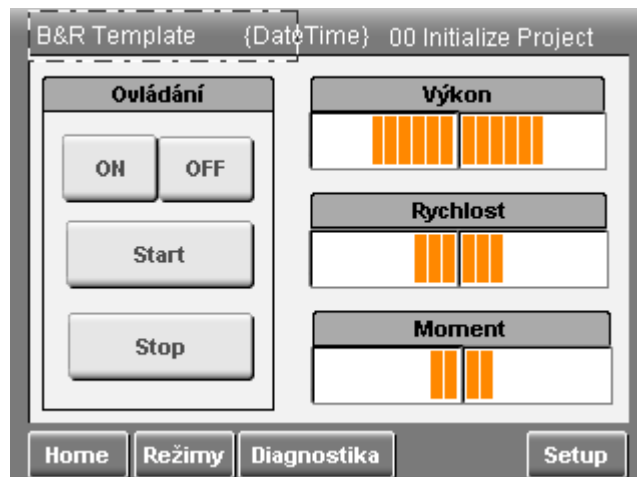 B&R Template {DateTime} 00 Initialize Project
Ovládání
ON OFF
Start
Stop
Výkon
Rychlost
Moment
Home Režimy Diagnostika Setup